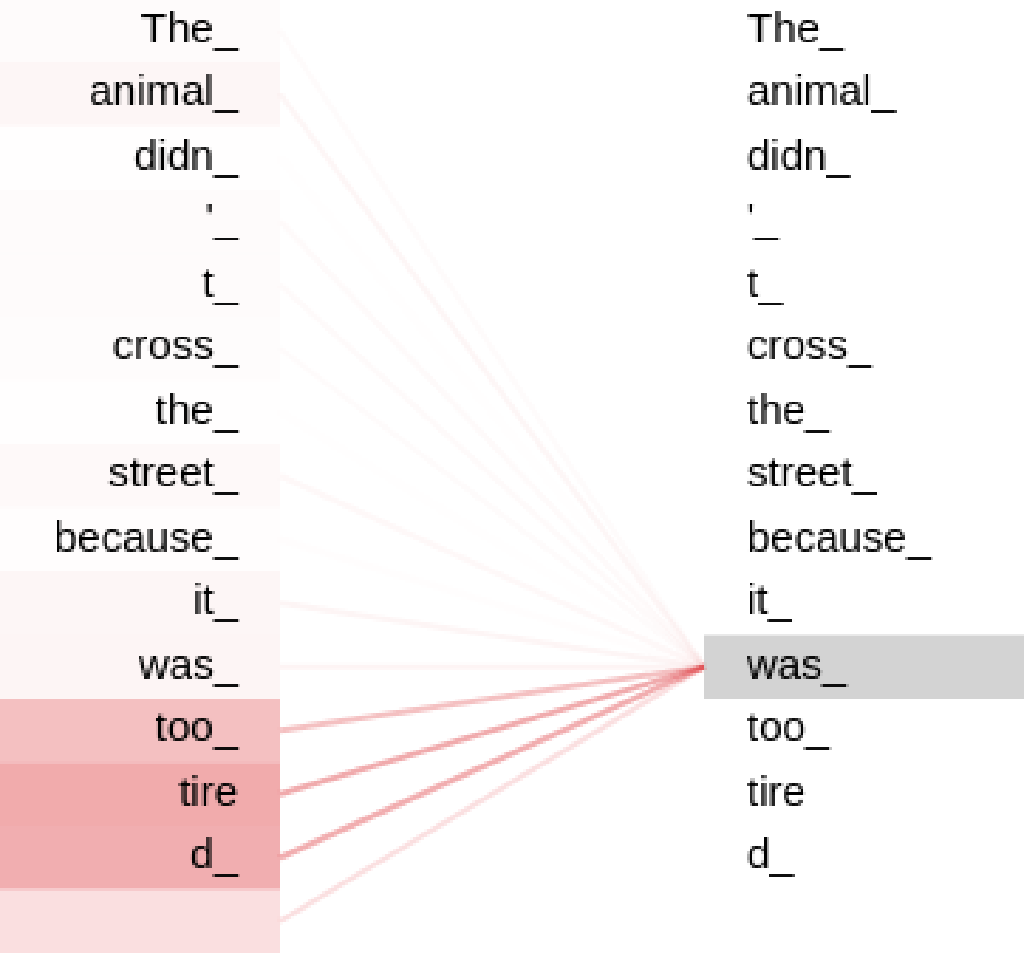 The_ The_
animal_ animal_
didn_ didn_
'_ '_
t_ t_
cross_ cross_
the_ the_
street_ street_
because_ because_
it_ it_
was_ was_
too_ too_
tire tire
d_ d_